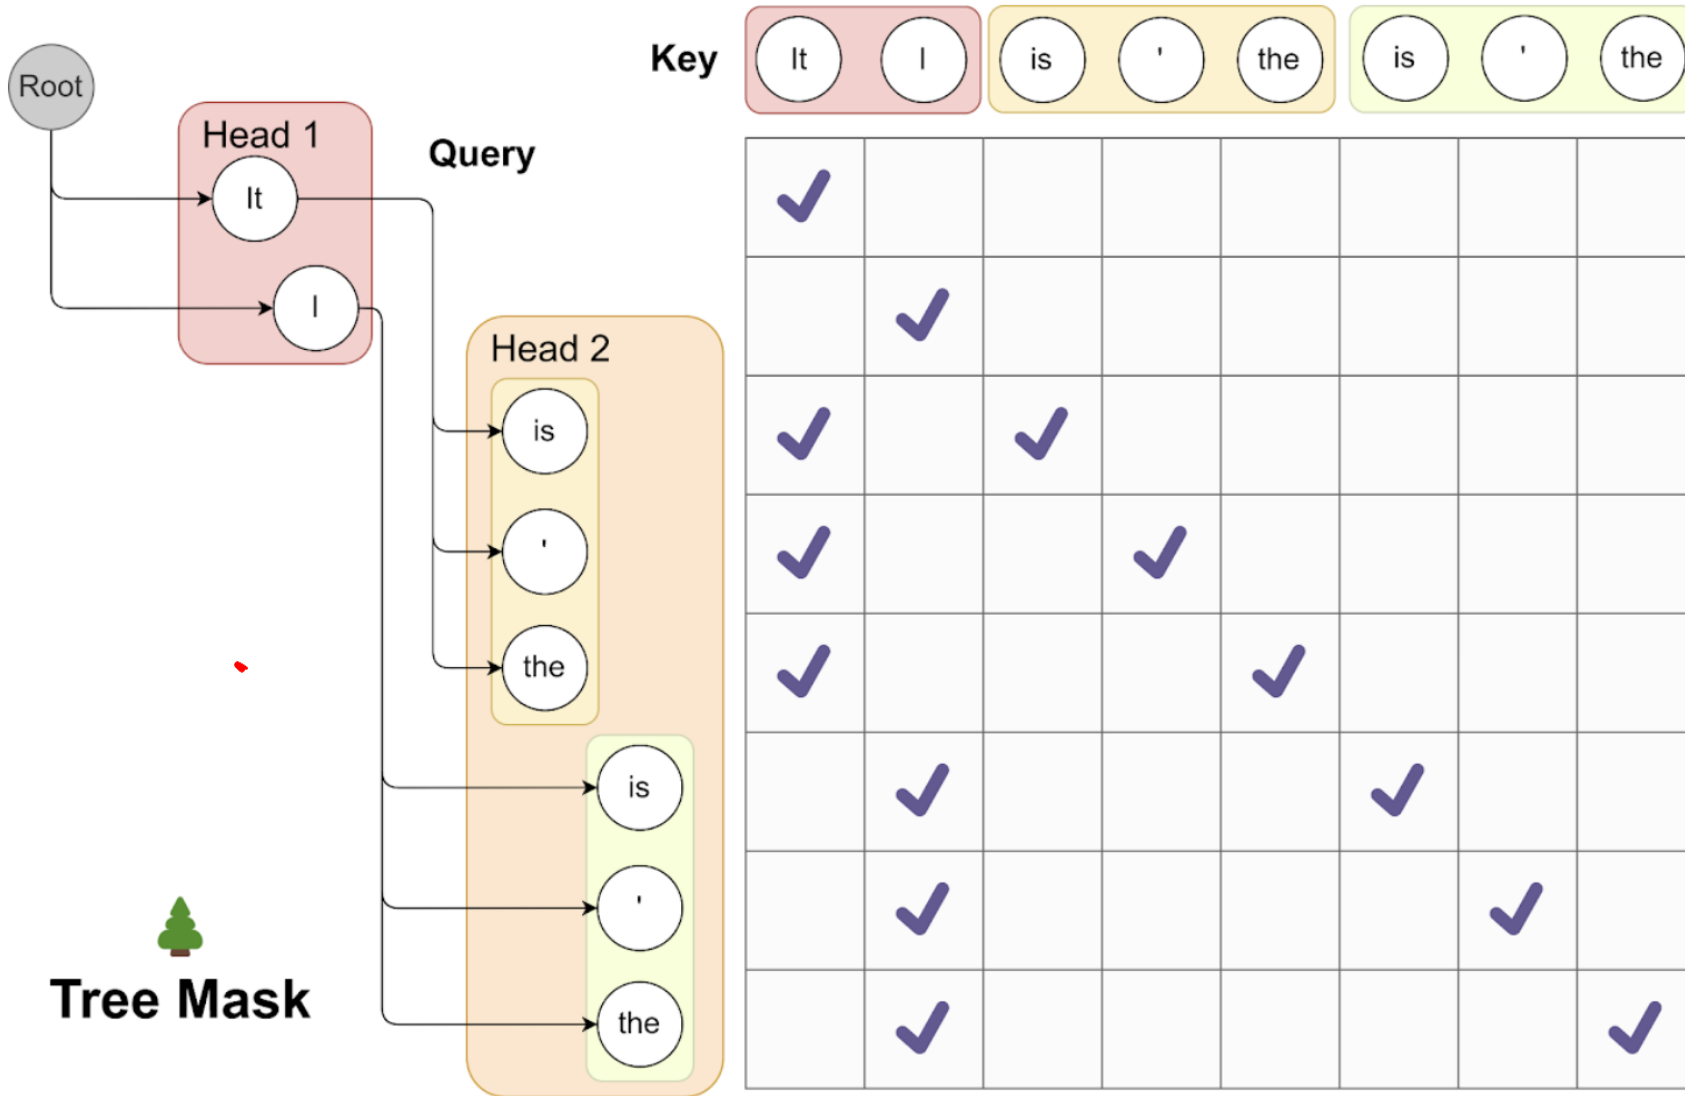 Key It I is ' the is ' the
Root
Head 1
Query
It
I
Head 2
is
'
the
is
'
the
Tree Mask